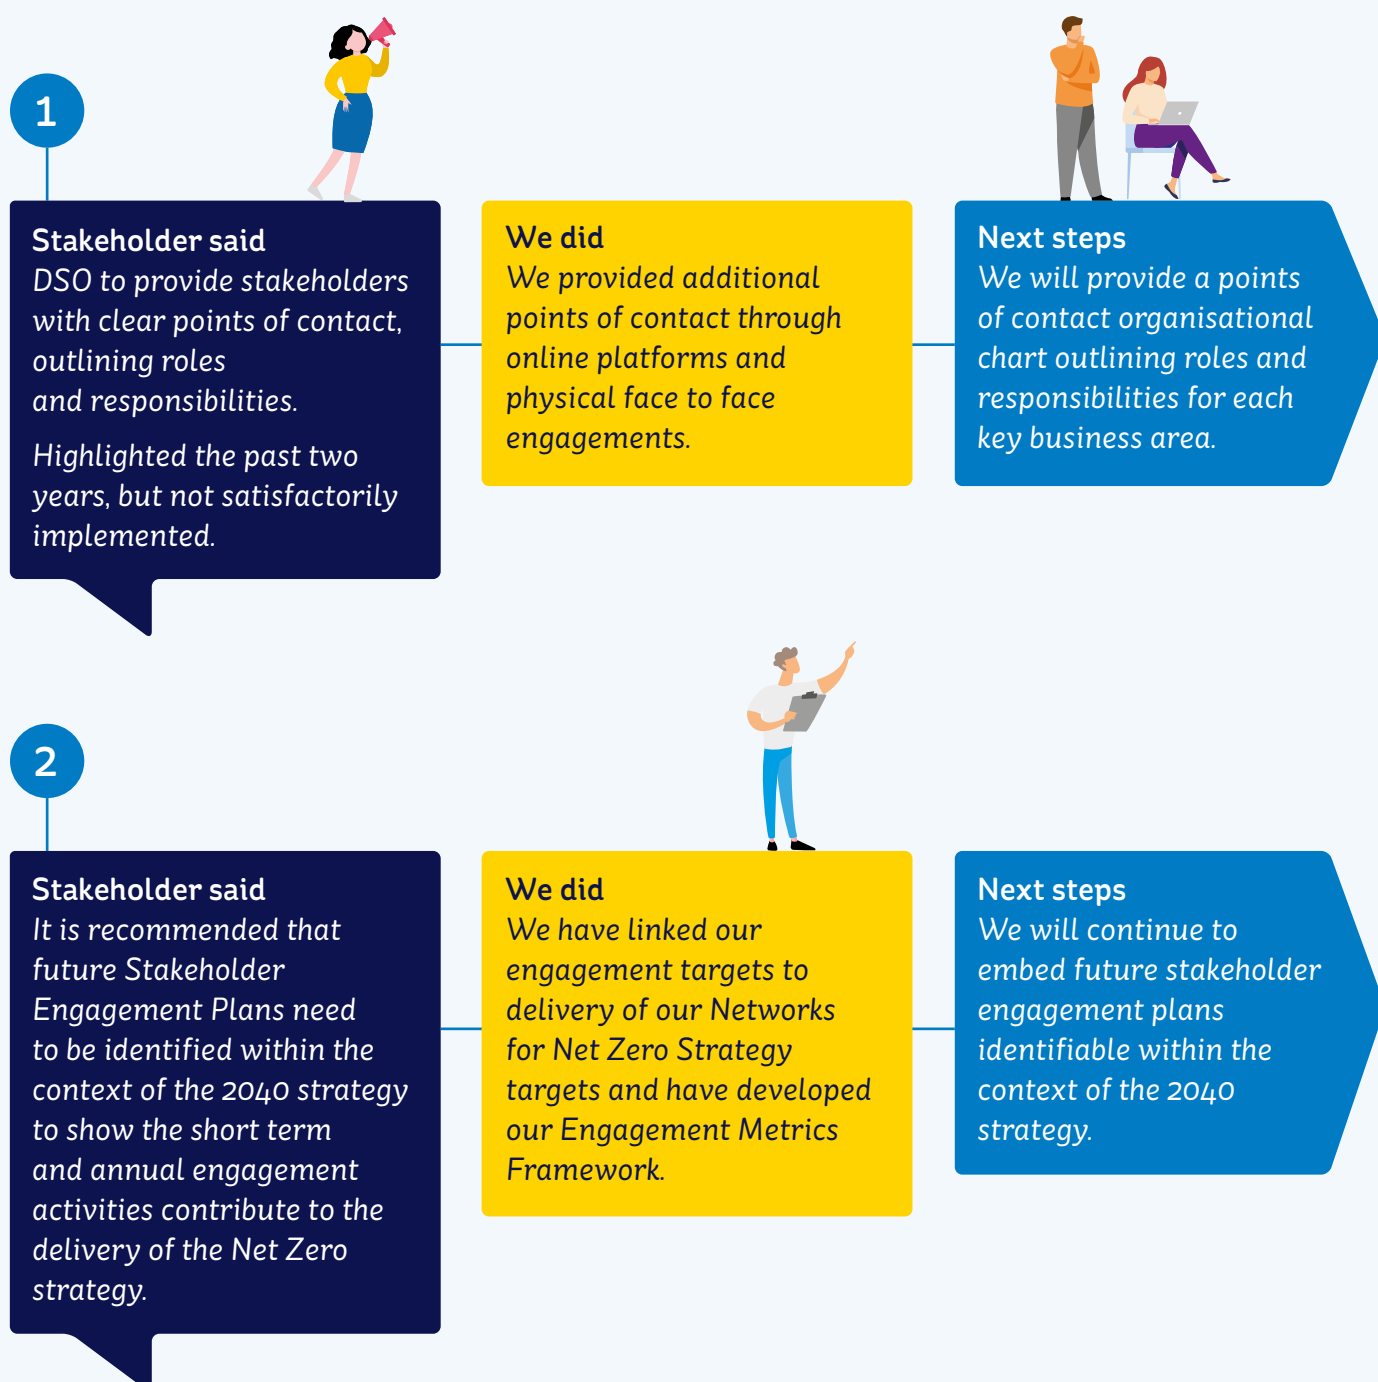 1
Stakeholder said
DSO to provide stakeholders
with clear points of contact,
outlining roles
and responsibilities.
Highlighted the past two
years, but not satisfactorily
implemented.
We did
We provided additional
points of contact through
online platforms and
physical face to face
engagements.
Next steps
We will provide a points
of contact organisational
chart outlining roles and
responsibilities for each
key business area.
2
Stakeholder said
It is recommended that
future Stakeholder
Engagement Plans need
to be identified within the
context of the 2040 strategy
to show the short term
and annual engagement
activities contribute to the
delivery of the Net Zero
strategy.
We did
We have linked our
engagement targets to
delivery of our Networks
for Net Zero Strategy
targets and have developed
our Engagement Metrics
Framework.
Next steps
We will continue to
embed future stakeholder
engagement plans
identifiable within the
context of the 2040
strategy.